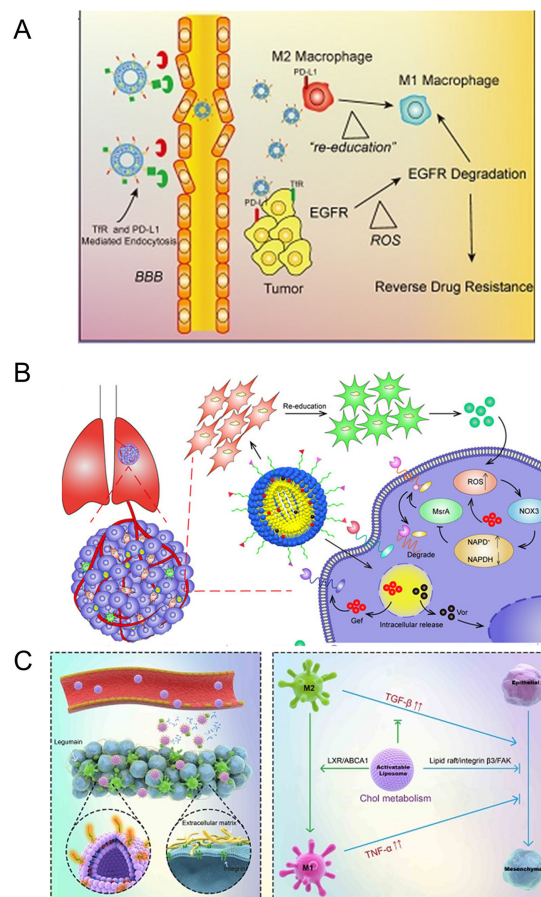 A
M2 Macrophage
PD-L1
M1 Macrophage
"re-education"
TfR
PD-L1
EGFR
EGFR Degradation
ROS
TfR and PD-L1
Mediated Endocytosis
BBB
Tumor
Reverse Drug Resistance
B
Re-education
ROS
MsrA
NOX3
NAPD+
NAPDH
Degrade
Gef
Intracellular release
Vor
C
Legumain
Extracellular matrix
Integrin
M2
TGF-β↑↑
Epithelial
LXR/ABCA1
Activatable
Liposome
Lipid raft/integrin β3/FAK
Chol metabolism
M1
TNF-α↑↑
Mesenchymal